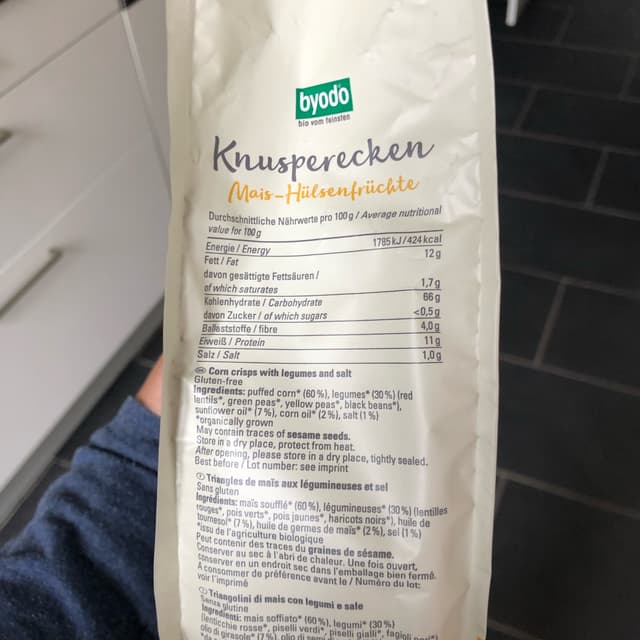 byodo
bio vom feinsten
Knusperecken
Mais-Hülsenfrüchte
Durchschnittliche Nährwerte pro 100 g / Average nutritional
value for 100 g
Energie / Energy 1785 kJ / 424 kcal
Fett / Fat 12 g
davon gesättigte Fettsäuren /
of which saturates 1,7 g
Kohlenhydrate / Carbohydrate 66 g
davon Zucker / of which sugars <0,5 g
Ballaststoffe / fibre 4,0 g
Eiweiß / Protein 11 g
Salz / Salt 1,0 g
Corn crisps with legumes and salt
Gluten-free
Ingredients: puffed corn* (60 %), legumes* (30 %) (red
lentils*, green peas*, yellow peas*, black beans*),
sunflower oil* (7 %), corn oil* (2 %), salt (1 %)
*organically grown
May contain traces of sesame seeds.
Store in a dry place, protect from heat.
After opening, please store in a dry place, tightly sealed.
Best before / Lot number: see imprint
Triangles de maïs aux légumineuses et sel
Sans gluten
Ingrédients: maïs soufflé* (60 %), légumineuses* (30 %) (lentilles
rouges*, pois verts*, pois jaunes*, haricots noirs*), huile de
tournesol* (7 %), huile de germes de maïs* (2 %), sel (1 %)
*issu de l'agriculture biologique
Peut contenir des traces du graines de sésame.
Conserver au sec à l'abri de chaleur. Une fois ouvert,
conserver en un endroit sec dans l'emballage bien fermé.
A consommer de préférence avant le / Numéro du lot:
voir l'imprimé
Triangolini di mais con legumi e sale
Senza glutine
Ingredienti: mais soffiato* (60 %), legumi* (30 %)
(lenticchie rosse*, piselli verdi*, piselli gialli*, fagioli neri*)
olio di girasole* (7 %), olio di